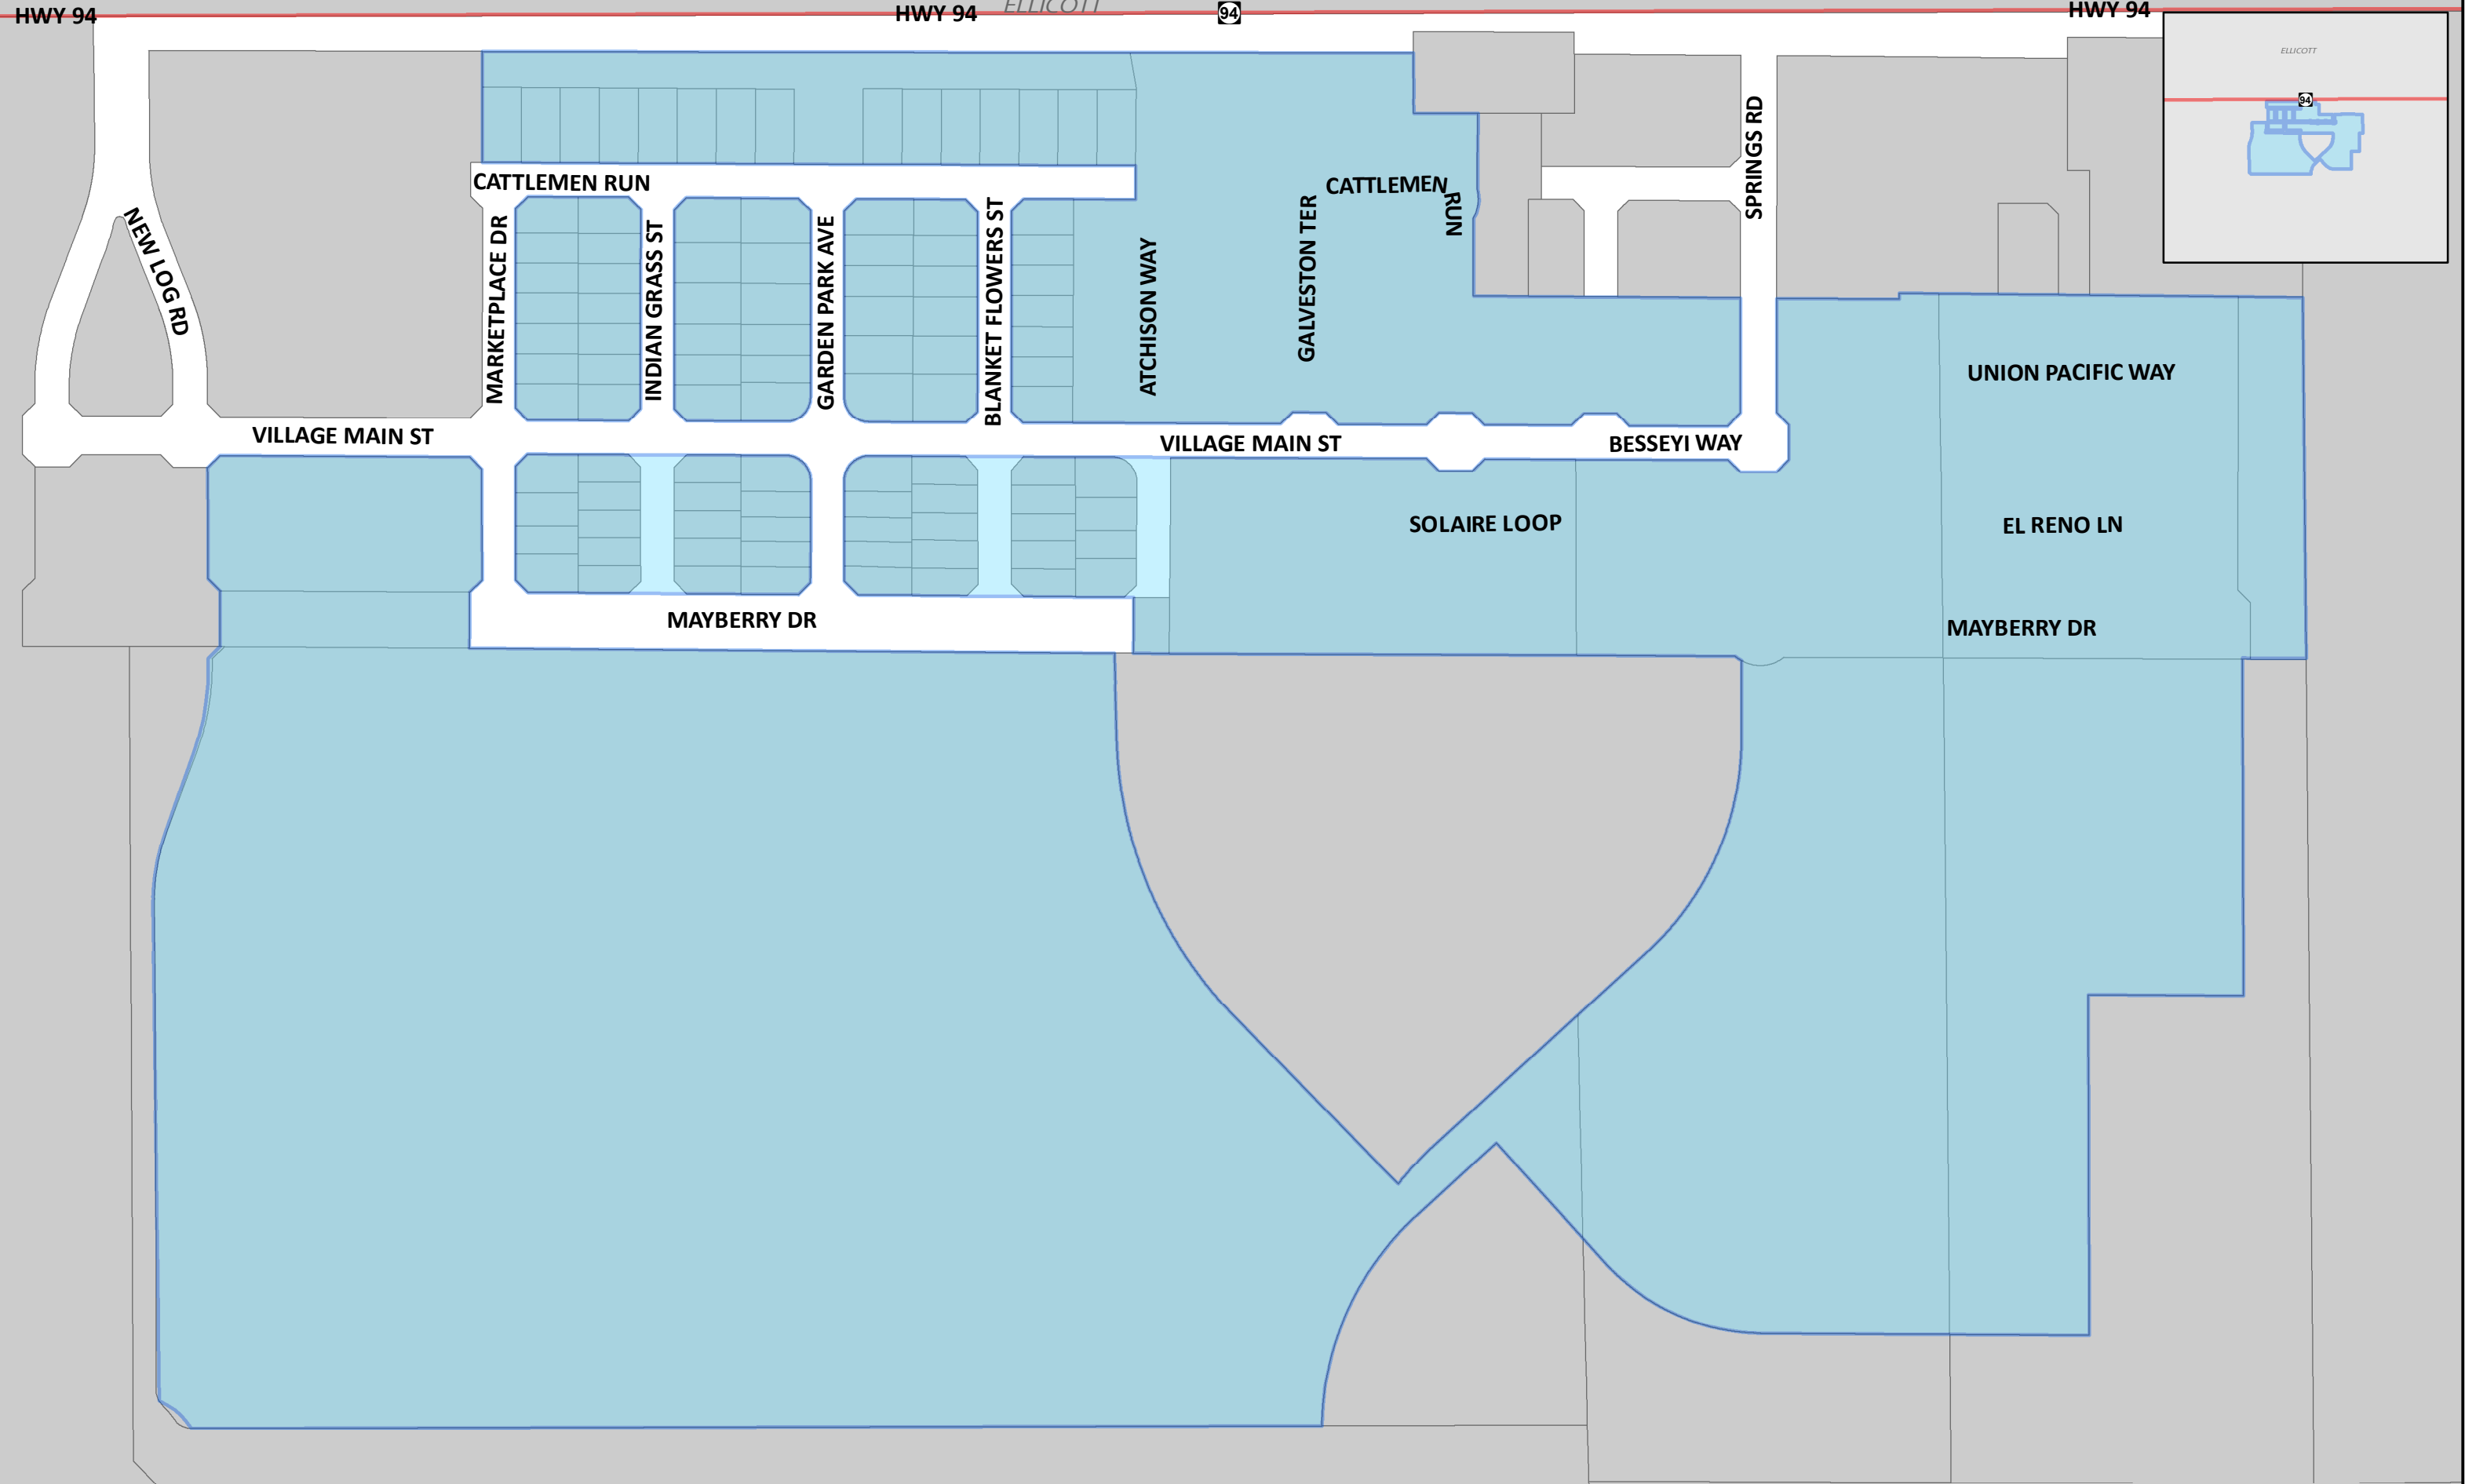 HWY 94
HWY 94
ELLICOTT
94
HWY 94
ELLICOTT
94
CATTLEMEN RUN
CATTLEMEN RUN
SPRINGS RD
NEW LOG RD
MARKETPLACE DR
INDIAN GRASS ST
GARDEN PARK AVE
BLANKET FLOWERS ST
ATCHISON WAY
GALVESTON TER
UNION PACIFIC WAY
VILLAGE MAIN ST
VILLAGE MAIN ST
BESSEYI WAY
SOLAIRE LOOP
EL RENO LN
MAYBERRY DR
MAYBERRY DR